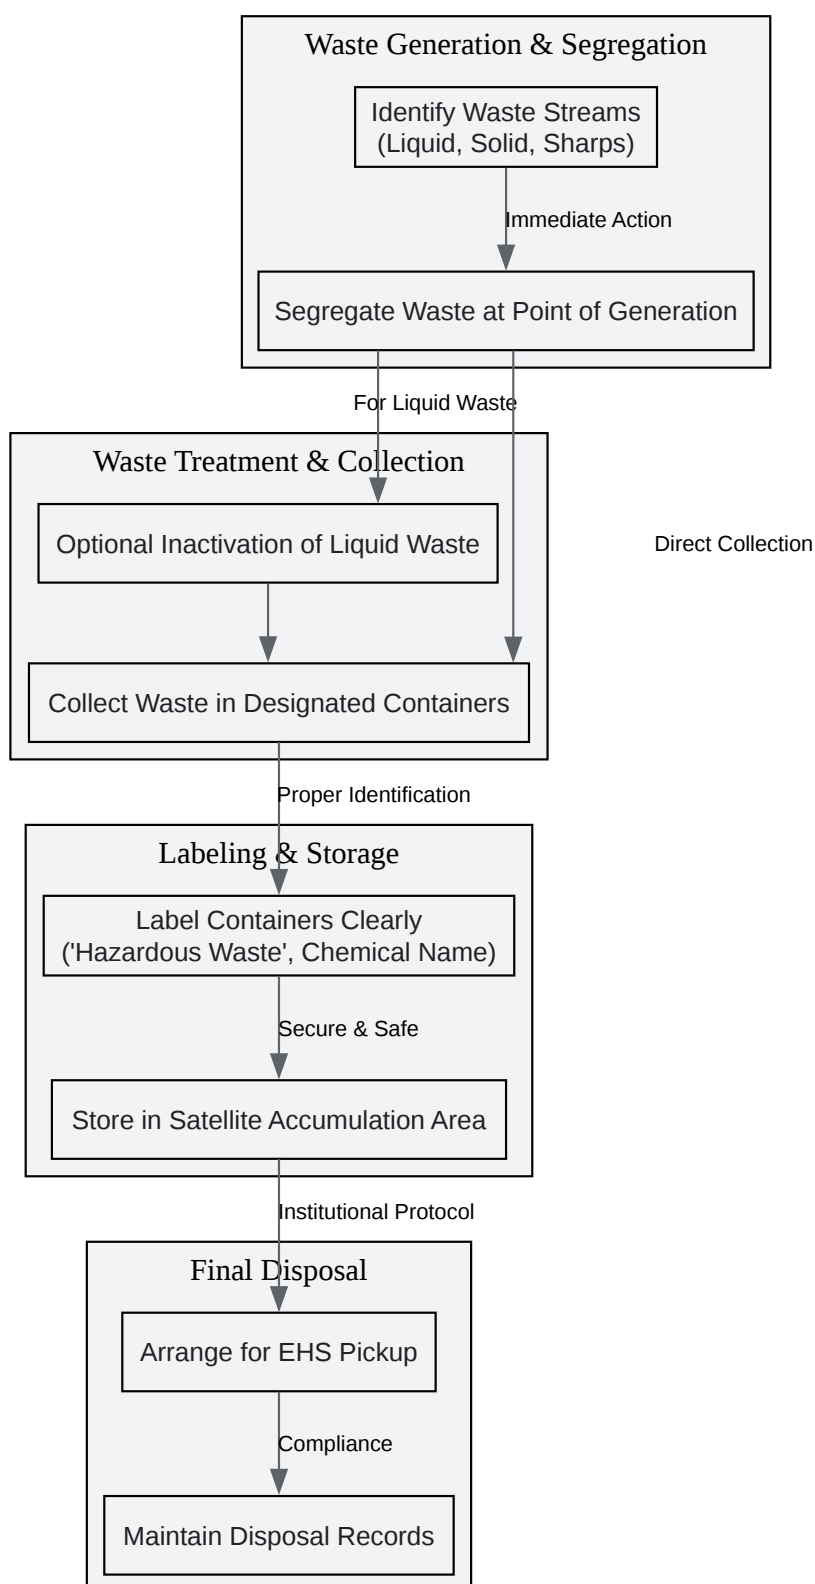 Waste Generation & Segregation
Identify Waste Streams
(Liquid, Solid, Sharps)
Immediate Action
Segregate Waste at Point of Generation
For Liquid Waste
Waste Treatment & Collection
Optional Inactivation of Liquid Waste
Direct Collection
Collect Waste in Designated Containers
Proper Identification
Labeling & Storage
Label Containers Clearly
('Hazardous Waste', Chemical Name)
Secure & Safe
Store in Satellite Accumulation Area
Institutional Protocol
Final Disposal
Arrange for EHS Pickup
Compliance
Maintain Disposal Records